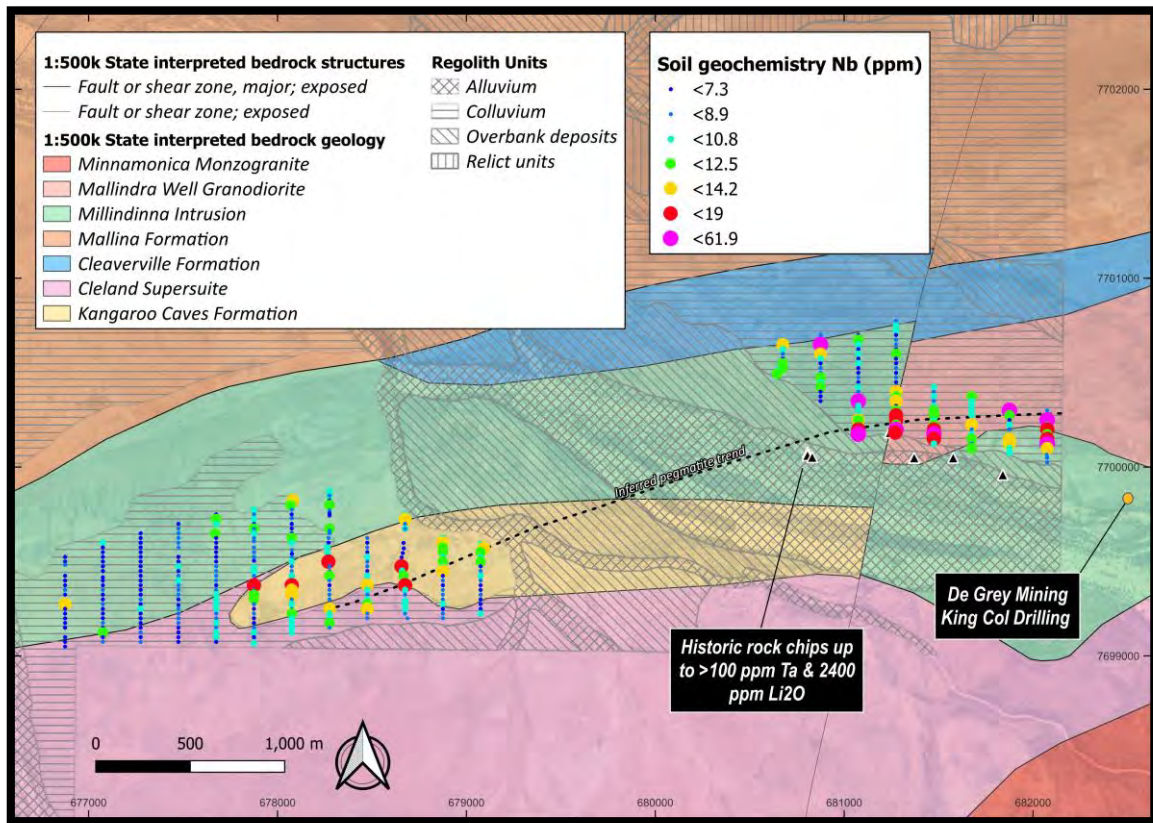 1:500k State interpreted bedrock structures
Fault or shear zone, major; exposed
Fault or shear zone; exposed
1:500k State interpreted bedrock geology
Minnamonica Monzogranite
Mallindra Well Granodiorite
Millindinna Intrusion
Mallina Formation
Cleaverville Formation
Cleland Supersuite
Kangaroo Caves Formation
Regolith Units
Alluvium
Colluvium
Overbank deposits
Relict units
Soil geochemistry Nb (ppm)
<7.3
<8.9
<10.8
<12.5
<14.2
<19
<61.9
7702000
7701000
7700000
7699000
Inferred pegmatite trend
De Grey Mining
King Col Drilling
Historic rock chips up
to >100 ppm Ta & 2400
ppm Li2O
0 500 1,000 m
677000 678000 679000 680000 681000 682000